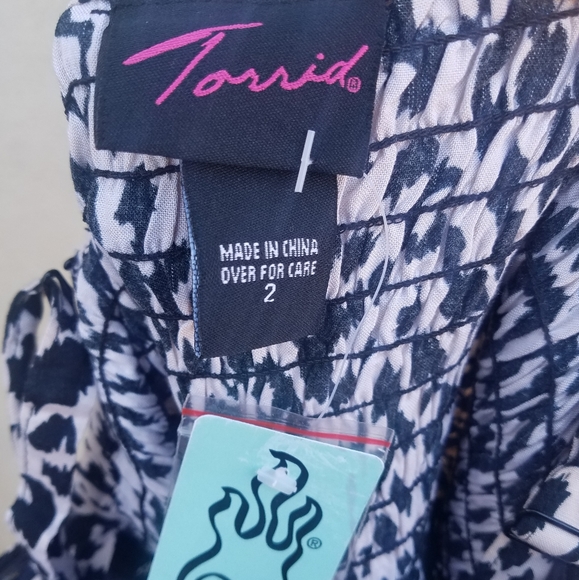 Torrid®
MADE IN CHINA
OVER FOR CARE
2
®